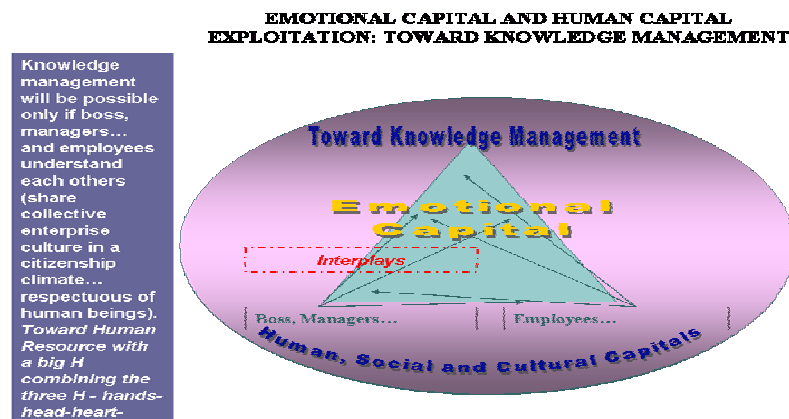 EMOTIONAL CAPITAL AND HUMAN CAPITAL
EXPLOITATION: TOWARD KNOWLEDGE MANAGEMENT
Knowledge
management
will be possible
only if boss,
managers...
and employees
understand
each others
(share
collective
enterprise
culture in a
citizenship
climate...
respectuous of
human beings).
Toward Human
Resource with
a big H
combining the
three H - hands-
head-heart-
Toward Knowledge Management
Emotional
Capital
Interplays
Boss, Managers...
Employees...
Human, Social and Cultural Capitals